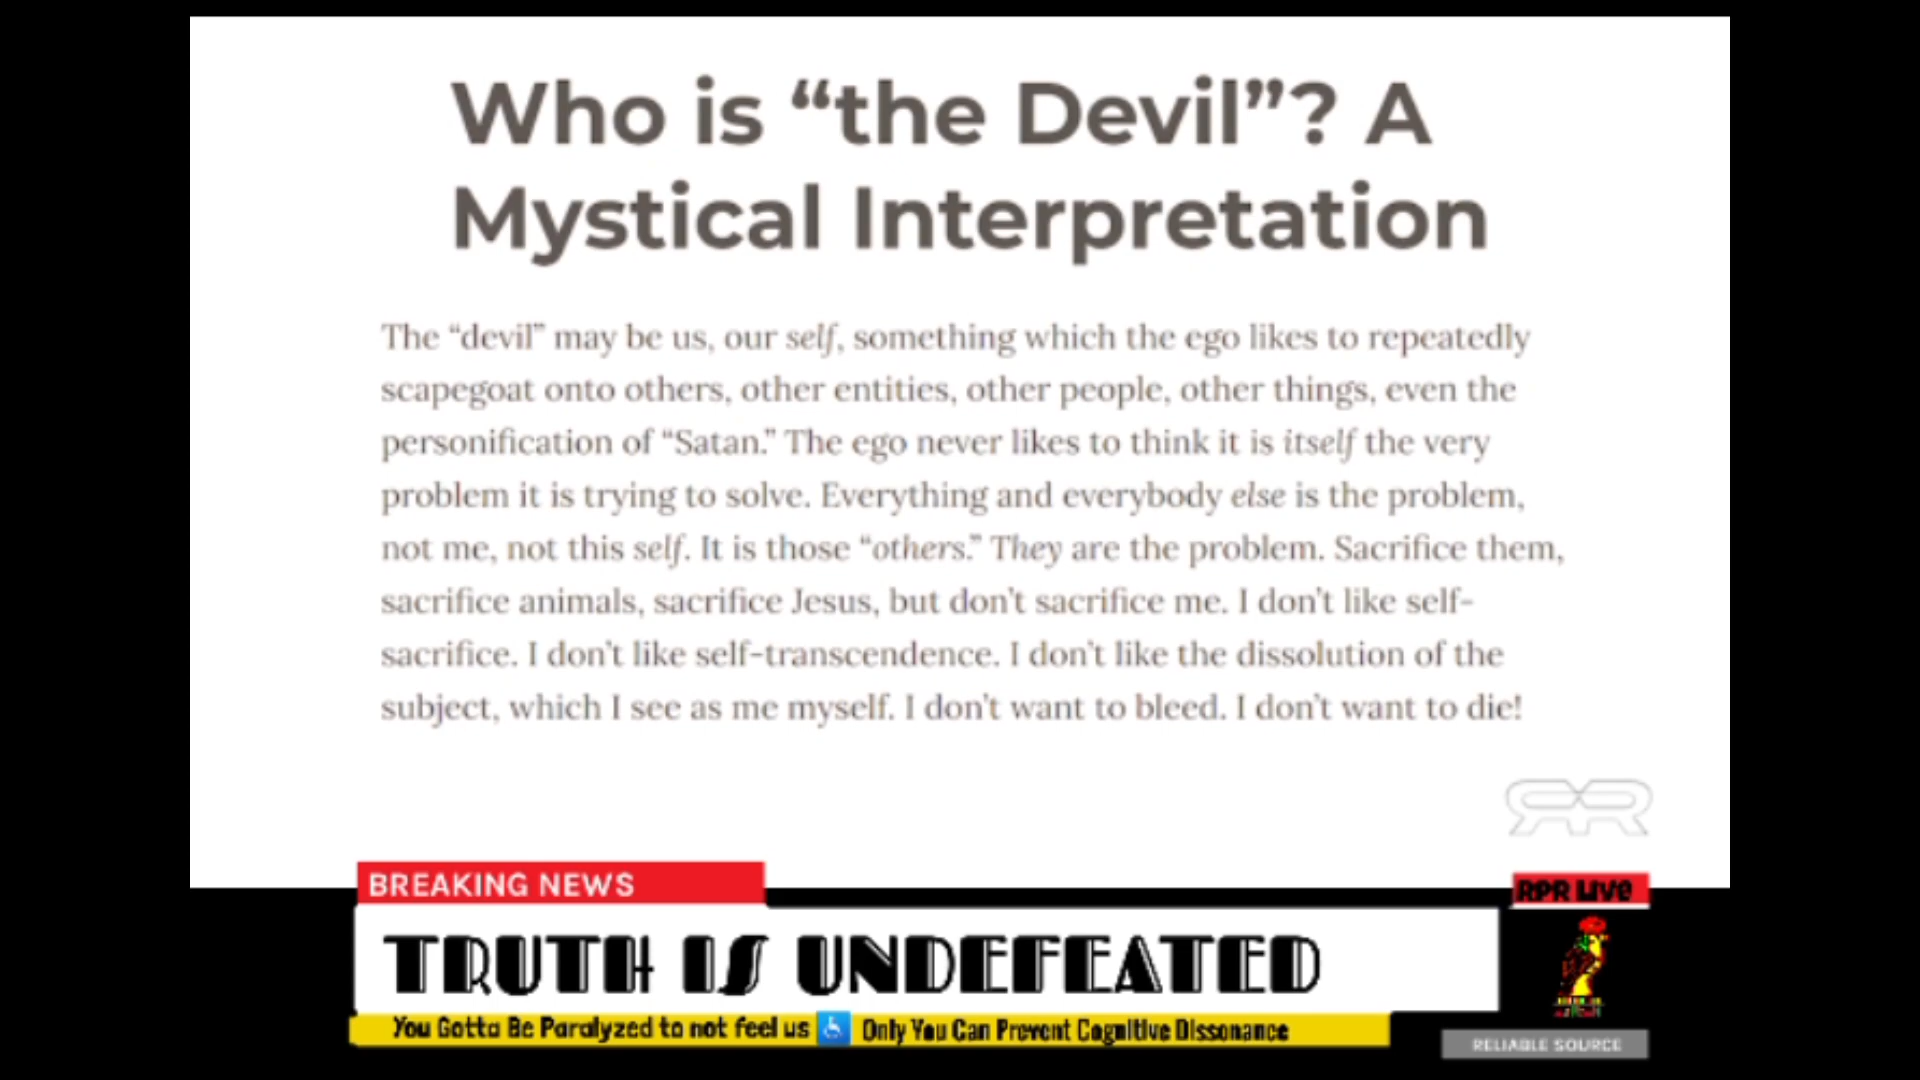 Who is “the Devil”? A
Mystical Interpretation
The “devil” may be us, our self, something which the ego likes to repeatedly
scapegoat onto others, other entities, other people, other things, even the
personification of “Satan.” The ego never likes to think it is itself the very
problem it is trying to solve. Everything and everybody else is the problem,
not me, not this self. It is those “others.” They are the problem. Sacrifice them,
sacrifice animals, sacrifice Jesus, but don’t sacrifice me. I don’t like self-
sacrifice. I don’t like self-transcendence. I don’t like the dissolution of the
subject, which I see as me myself. I don’t want to bleed. I don’t want to die!
BREAKING NEWS
RPR LIVE
TRUTH IS UNDEFEATED
You Gotta Be Paralyzed to not feel us ♿ Only You Can Prevent Cognitive Dissonance
RELIABLE SOURCE